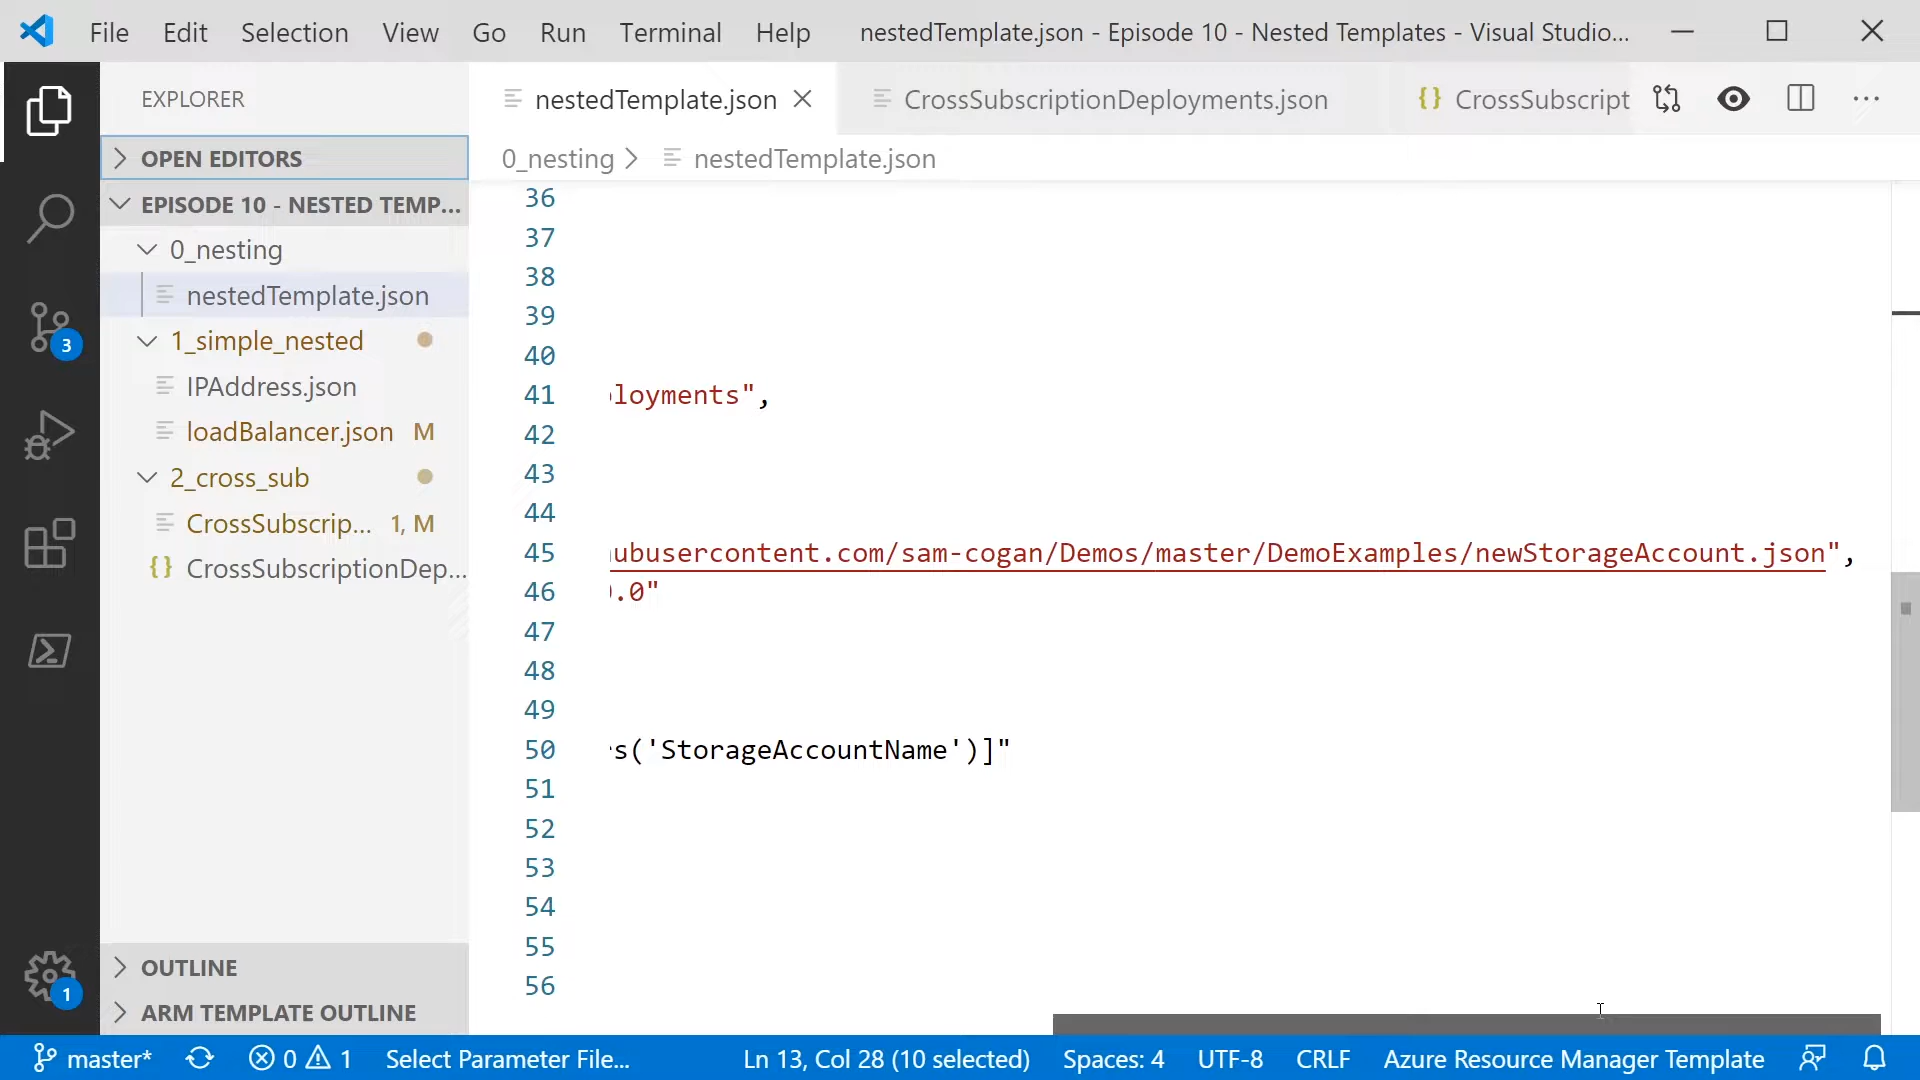 File Edit Selection View Go Run Terminal Help nestedTemplate.json - Episode 10 - Nested Templates - Visual Studio...
EXPLORER
OPEN EDITORS
EPISODE 10 - NESTED TEMP...
0_nesting
nestedTemplate.json
1_simple_nested
IPAddress.json
loadBalancer.json M
2_cross_sub
CrossSubscrip... 1, M
CrossSubscriptionDep...
OUTLINE
ARM TEMPLATE OUTLINE
nestedTemplate.json CrossSubscriptionDeployments.json CrossSubscript
0_nesting > nestedTemplate.json
36
37
38
39
40
41 loyments",
42
43
44
45 ubusercontent.com/sam-cogan/Demos/master/DemoExamples/newStorageAccount.json",
46 .0"
47
48
49
50 s('StorageAccountName')]"
51
52
53
54
55
56
3
1
master* 0 1 Select Parameter File... Ln 13, Col 28 (10 selected) Spaces: 4 UTF-8 CRLF Azure Resource Manager Template